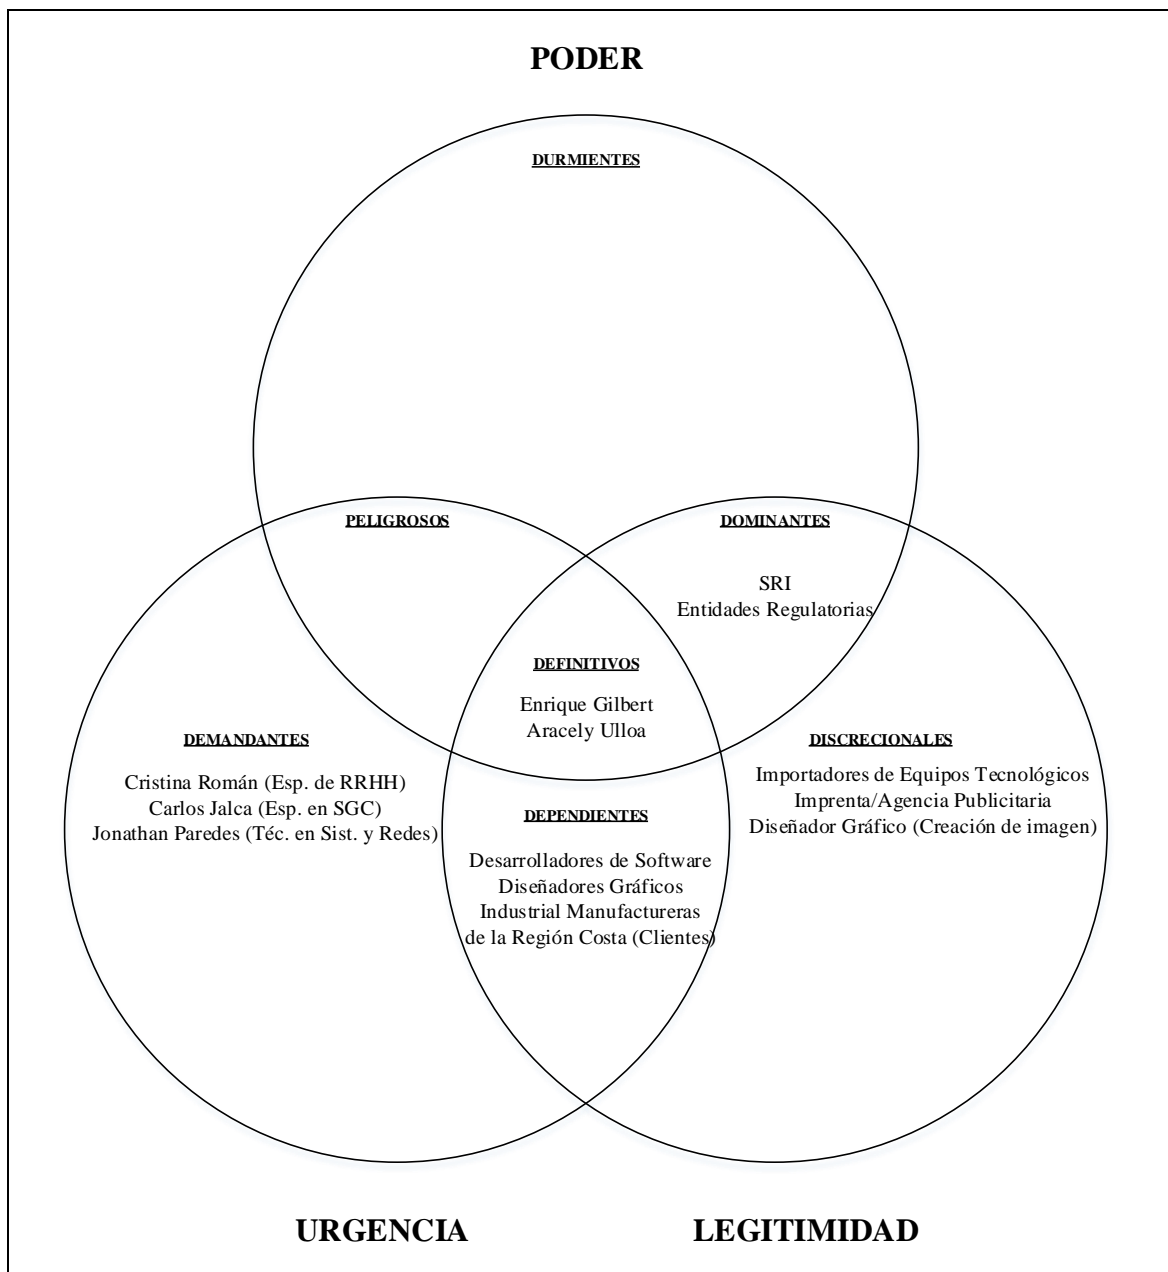 PODER
DURMIENTES
PELIGROSOS
DOMINANTES
SRI
Entidades Regulatorias
DEFINITIVOS
Enrique Gilbert
Aracely Ulloa
DEMANDANTES
Cristina Román (Esp. de RRHH)
Carlos Jalca (Esp. en SGC)
Jonathan Paredes (Téc. en Sist. y Redes)
DISCRECIONALES
Importadores de Equipos Tecnológicos
Imprenta/Agencia Publicitaria
Diseñador Gráfico (Creación de imagen)
DEPENDIENTES
Desarrolladores de Software
Diseñadores Gráficos
Industrial Manufactureras
de la Región Costa (Clientes)
URGENCIA
LEGITIMIDAD